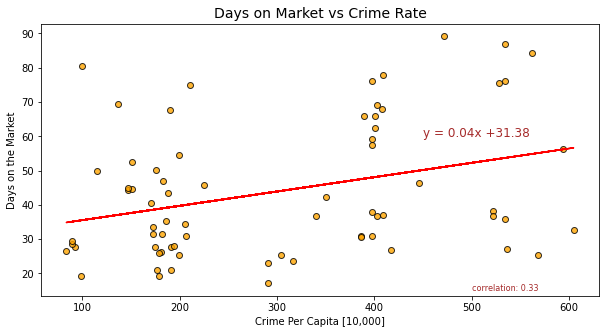 Days on Market vs Crime Rate
Days on the Market
90
80
70
60
50
40
30
20
y = 0.04x +31.38
correlation: 0.33
100 200 300 400 500 600
Crime Per Capita [10,000]